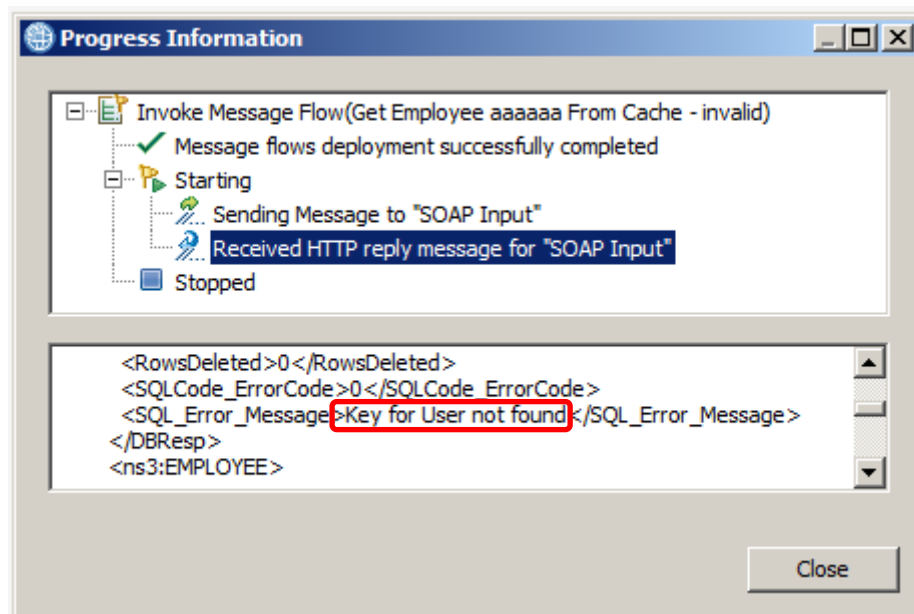 Progress Information
Invoke Message Flow(Get Employee aaaaaa From Cache - invalid)
Message flows deployment successfully completed
Starting
Sending Message to "SOAP Input"
Received HTTP reply message for "SOAP Input"
Stopped
<RowsDeleted>0</RowsDeleted>
<SQLCode_ErrorCode>0</SQLCode_ErrorCode>
<SQL_Error_Message>Key for User not found</SQL_Error_Message>
</DBResp>
<ns3:EMPLOYEE>
Close